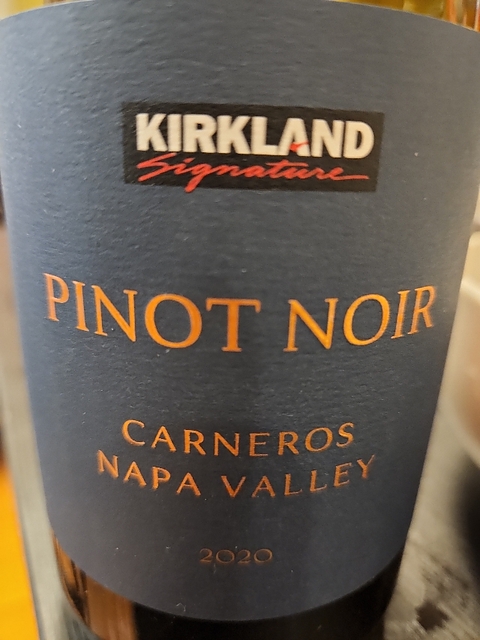 KIRKLAND
Signature
PINOT NOIR
CARNEROS
NAPA VALLEY
2020